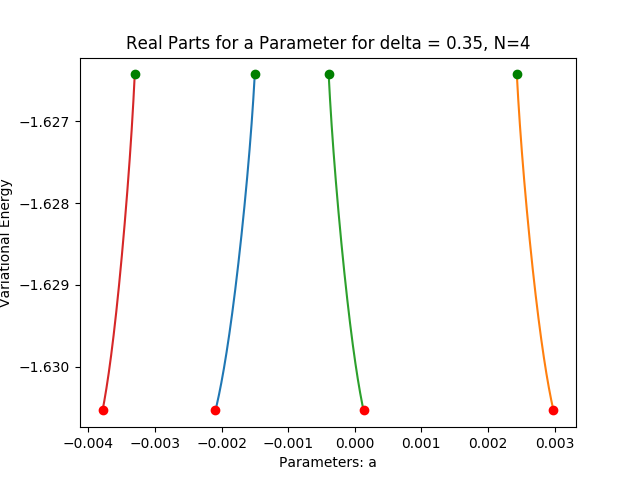 Real Parts for a Parameter for delta = 0.35, N=4
Variational Energy
−1.627
−1.628
−1.629
−1.630
−0.004 −0.003 −0.002 −0.001 0.000 0.001 0.002 0.003
Parameters: a